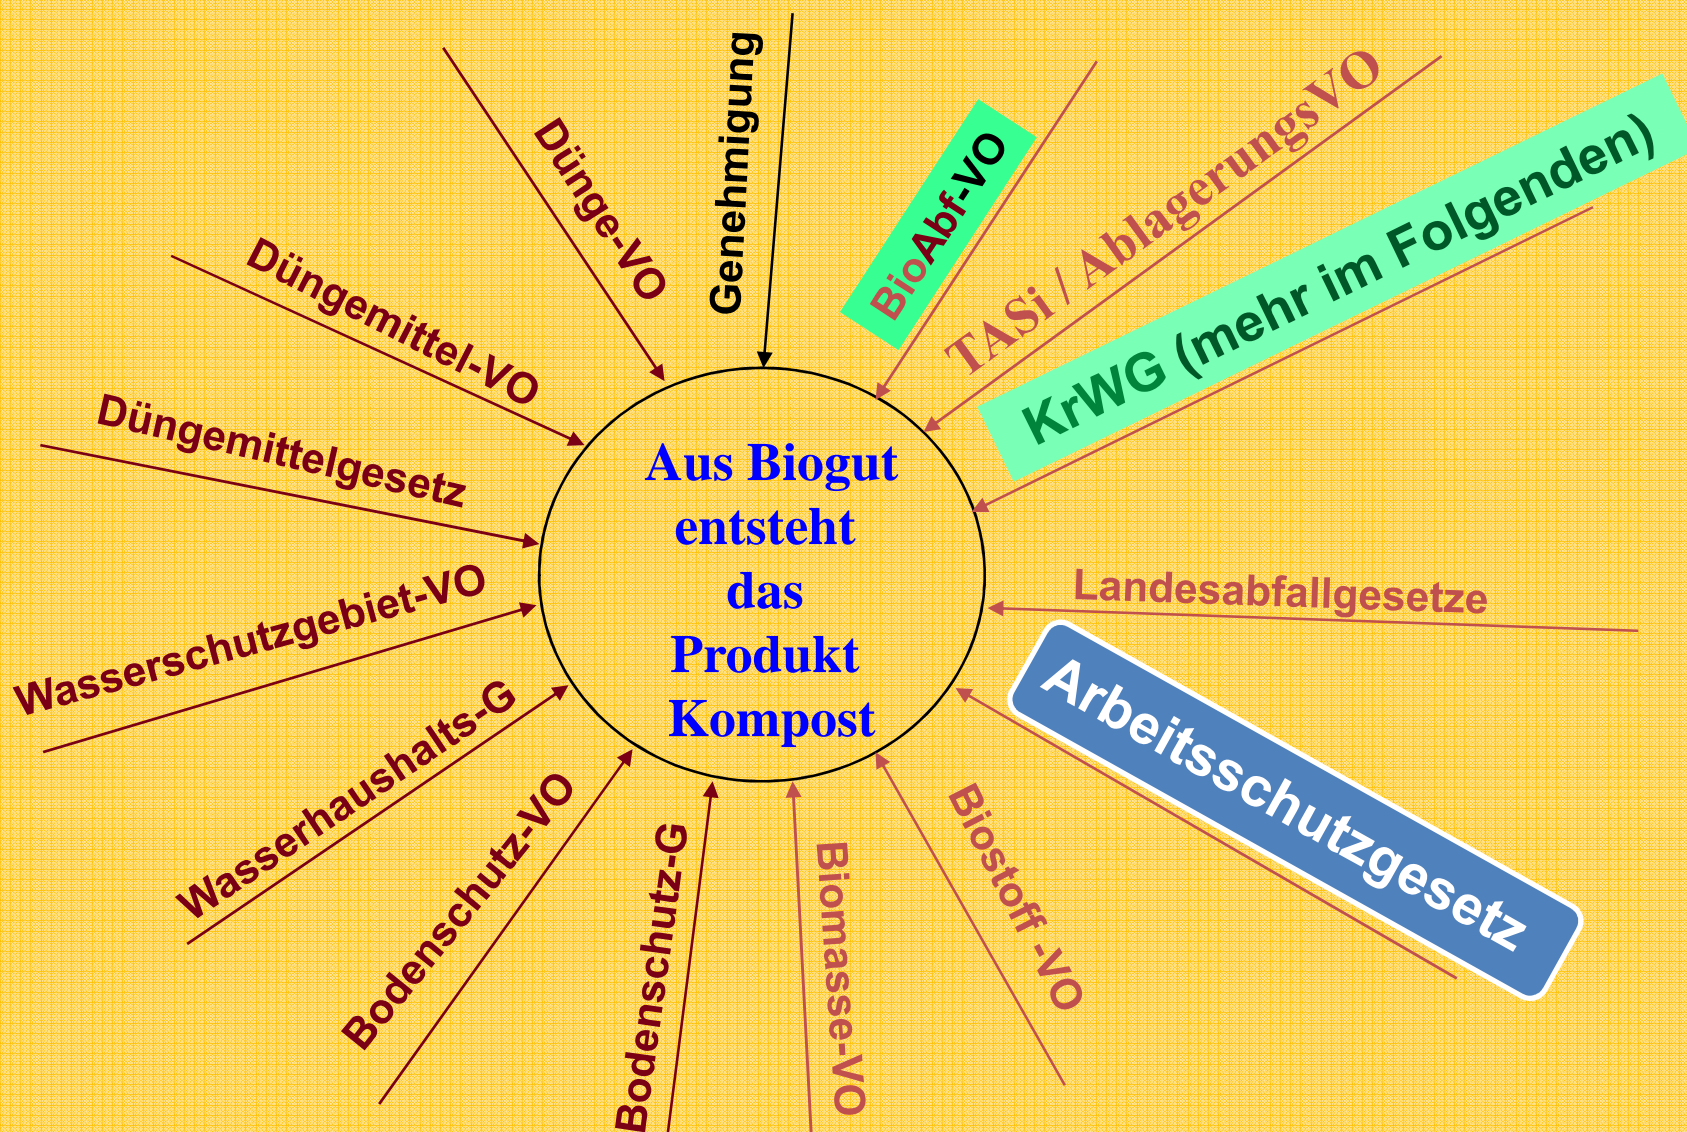 Genehmigung
BioAbf-VO
TASi / AblagerungsVO
KrWG (mehr im Folgenden)
Landesabfallgesetze
Arbeitsschutzgesetz
Biostoff -VO
Biomasse-VO
Bodenschutz-G
Bodenschutz-VO
Wasserhaushalts-G
Wasserschutzgebiet-VO
Düngemittelgesetz
Düngemittel-VO
Dünge-VO
Aus Biogut
entsteht
das
Produkt
Kompost